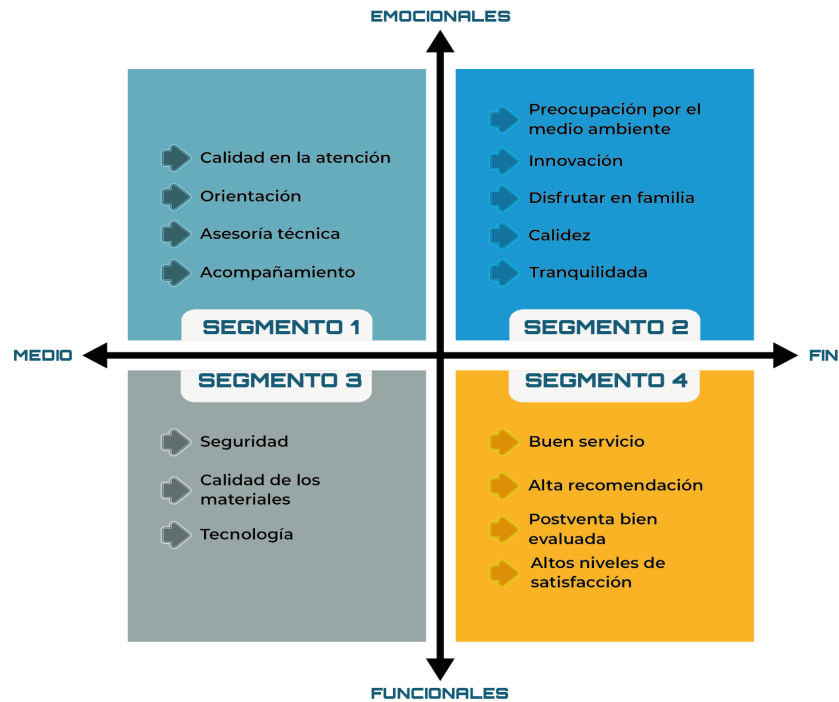 EMOCIONALES
Calidad en la atención
Orientación
Asesoría técnica
Acompañamiento
SEGMENTO 1
Preocupación por el
medio ambiente
Innovación
Disfrutar en familia
Calidez
Tranquilidada
SEGMENTO 2
MEDIO
FIN
SEGMENTO 3
Seguridad
Calidad de los
materiales
Tecnología
SEGMENTO 4
Buen servicio
Alta recomendación
Postventa bien
evaluada
Altos niveles de
satisfacción
FUNCIONALES